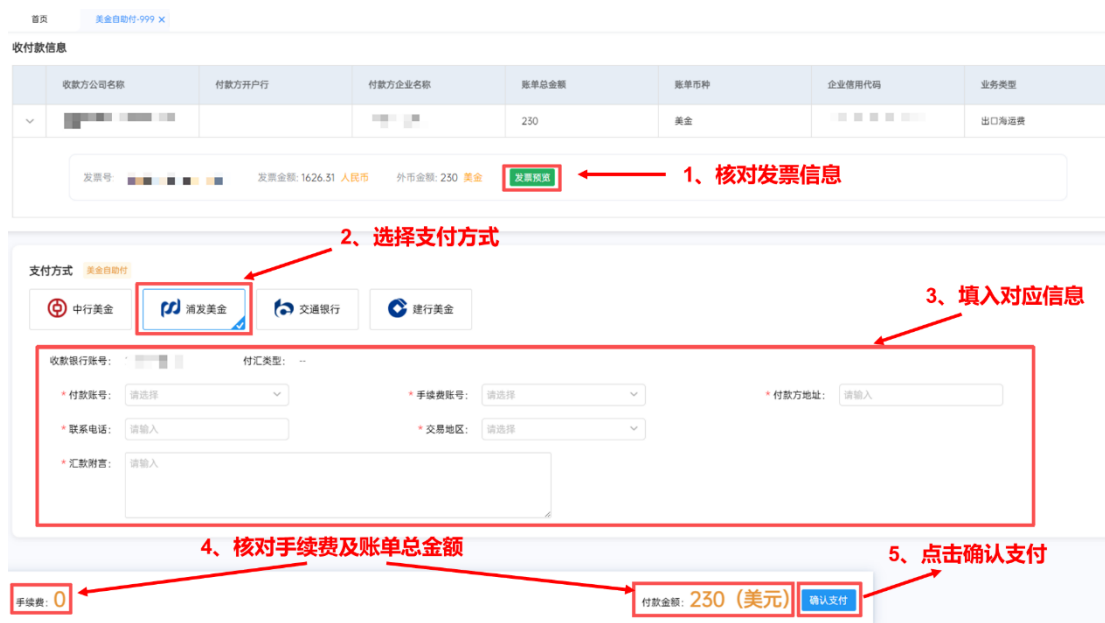 首页 美金自助付-999 ×
收付款信息
收款方公司名称 付款方开户行 付款方企业名称 账单总金额 账单币种 企业信用代码 业务类型
230 美金 出口海运费
发票号 发票金额: 1626.31 人民币 外币金额: 230 美金 发票预览 1、核对发票信息
2、选择支付方式
支付方式 美金自助付
中行美金 浦发美金 交通银行 建行美金
3、填入对应信息
收款银行账号: 付汇类型: --
* 付款账号: 请选择 * 手续费账号: 请选择 * 付款方地址: 请输入
* 联系电话: 请输入 * 交易地区: 请选择
* 汇款附言: 请输入
4、核对手续费及账单总金额
5、点击确认支付
手续费: 0 付款金额: 230（美元） 确认支付